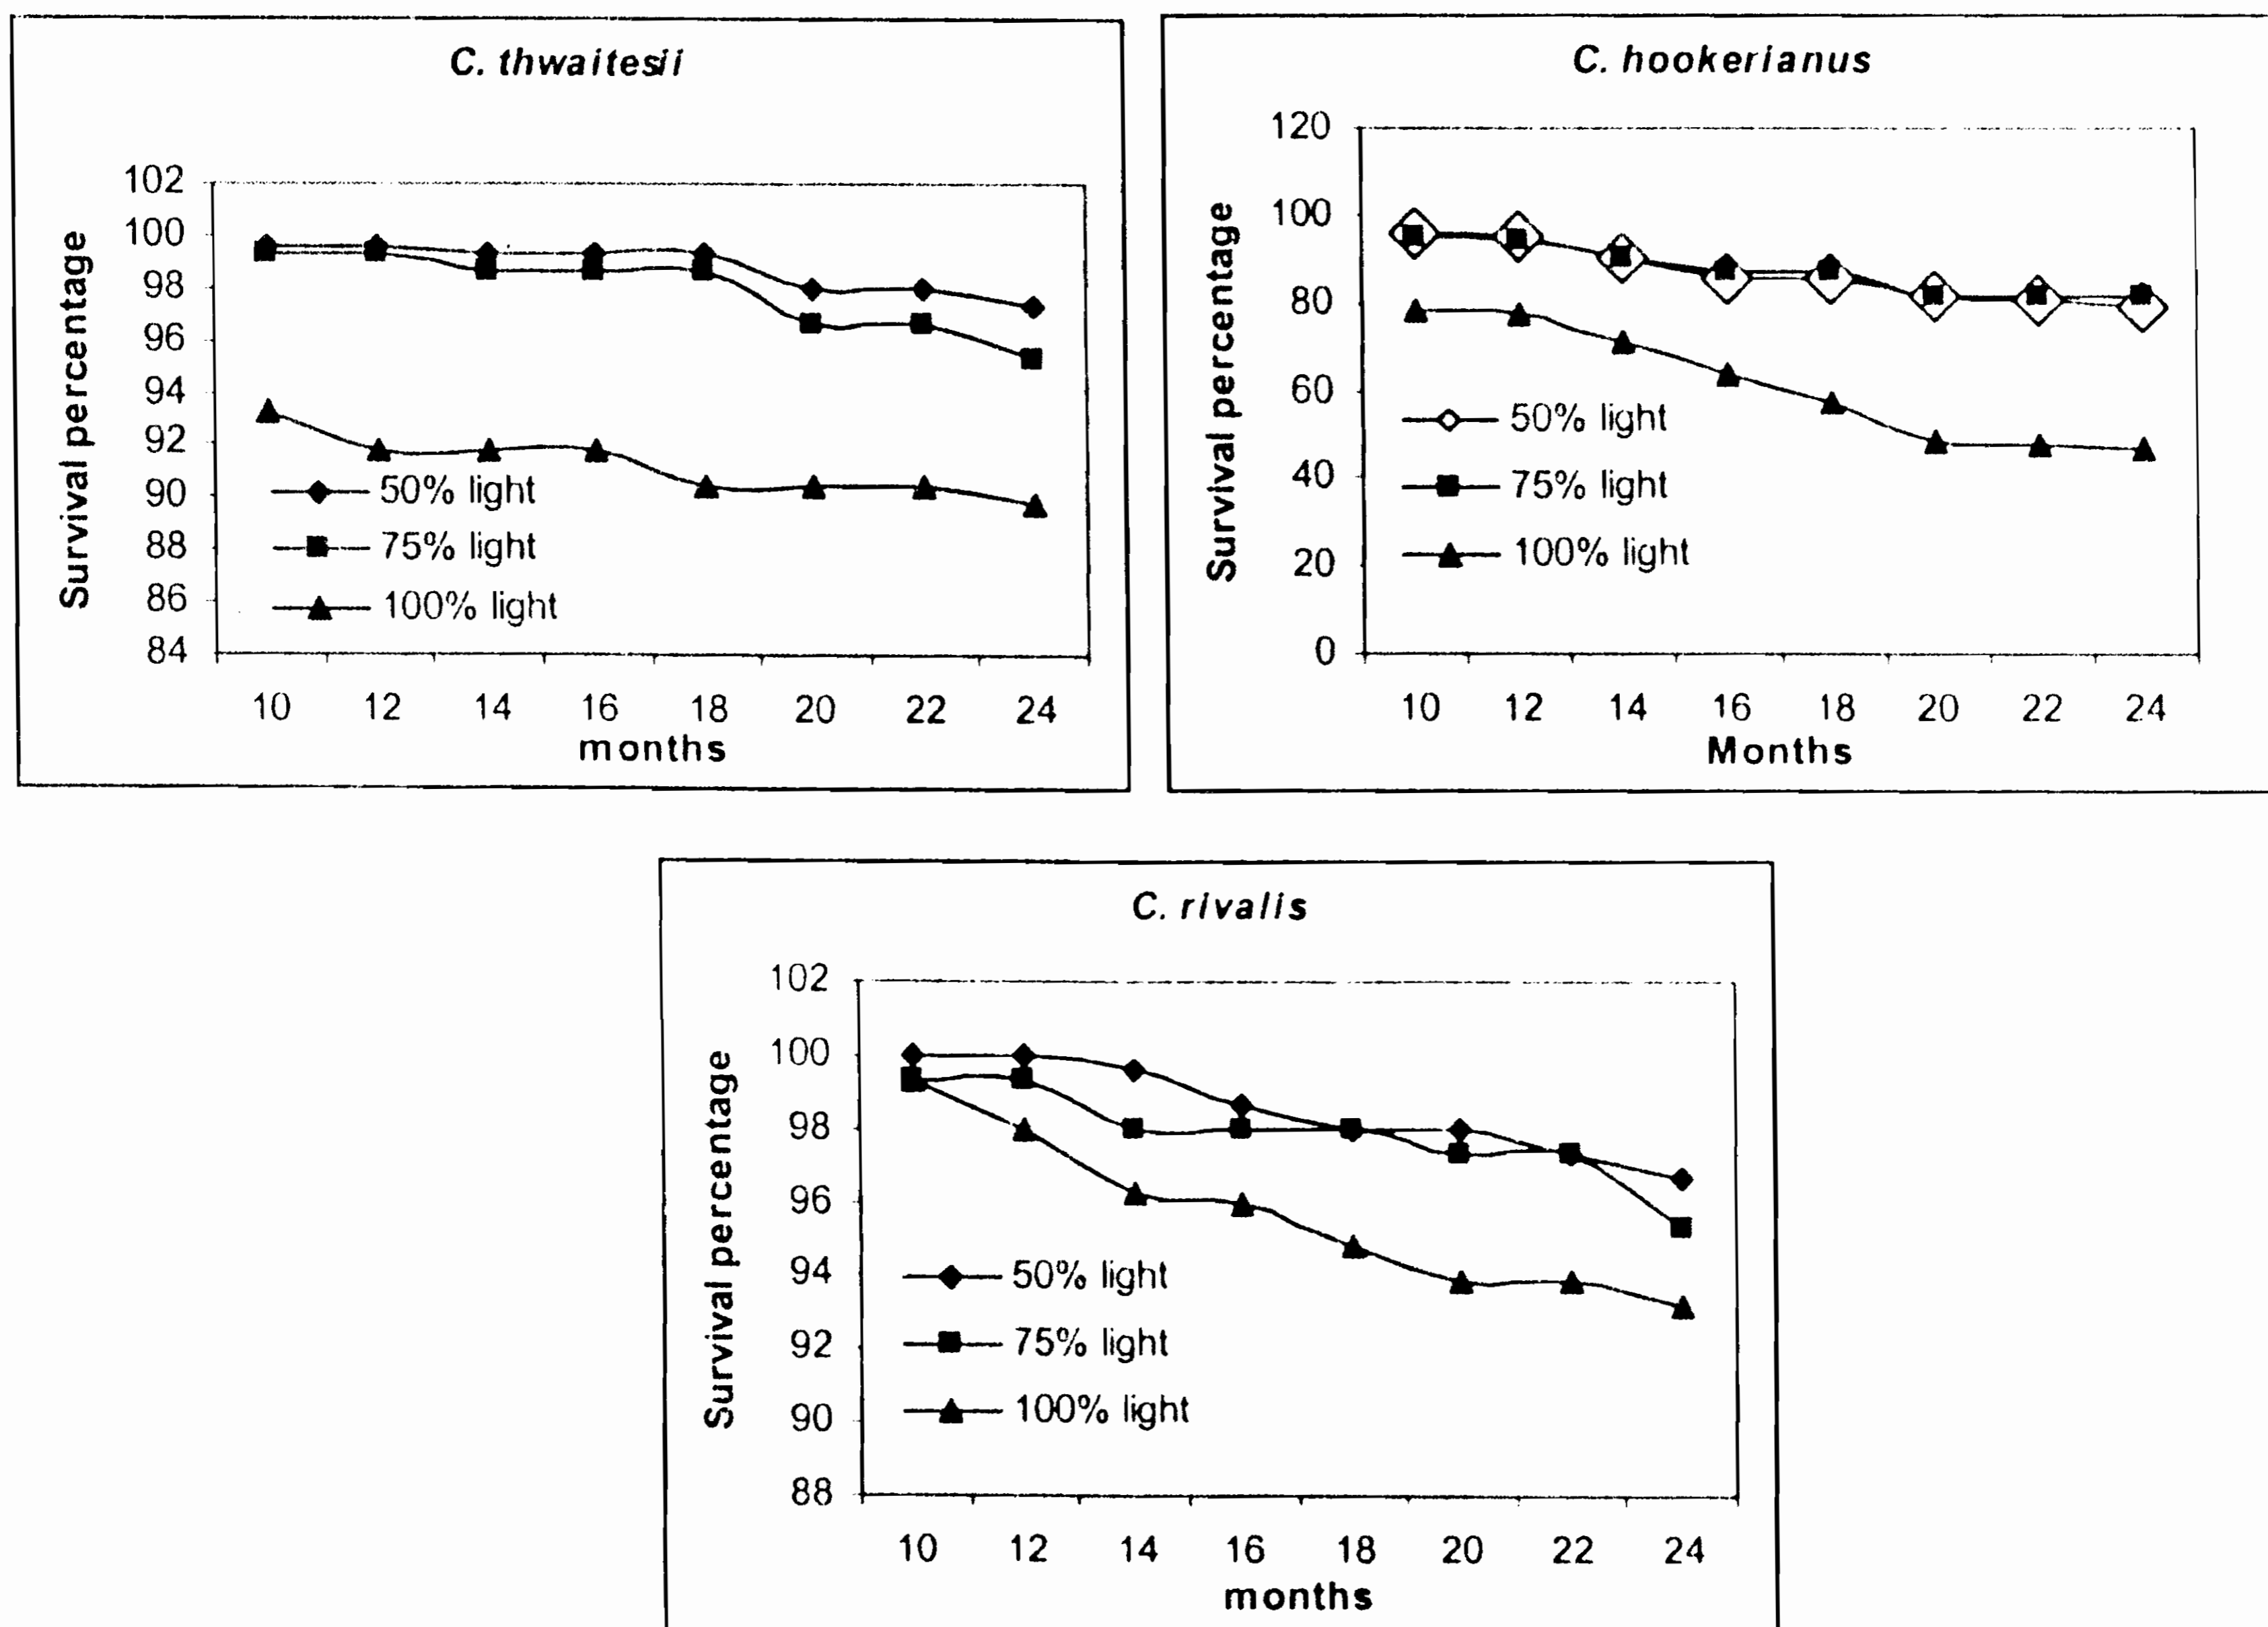 C. thwaitesii
Survival percentage
102
100
98
96
94
92
90
88
86
84
50% light
75% light
100% light
10 12 14 16 18 20 22 24
months
C. hookerianus
Survival percentage
120
100
80
60
40
20
0
50% light
75% light
100% light
10 12 14 16 18 20 22 24
Months
C. rivalis
Survival percentage
102
100
98
96
94
92
90
88
50% light
75% light
100% light
10 12 14 16 18 20 22 24
months